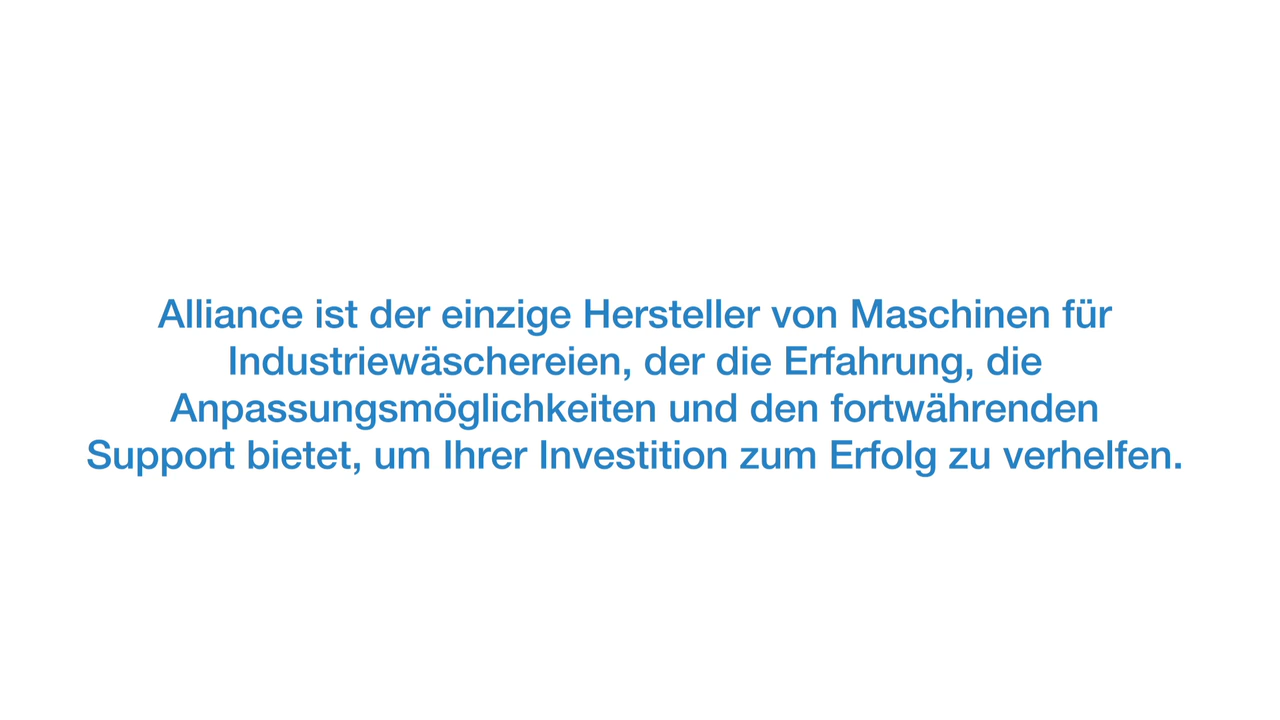 Alliance ist der einzige Hersteller von Maschinen für
Industriewäschereien, der die Erfahrung, die
Anpassungsmöglichkeiten und den fortwährenden
Support bietet, um Ihrer Investition zum Erfolg zu verhelfen.